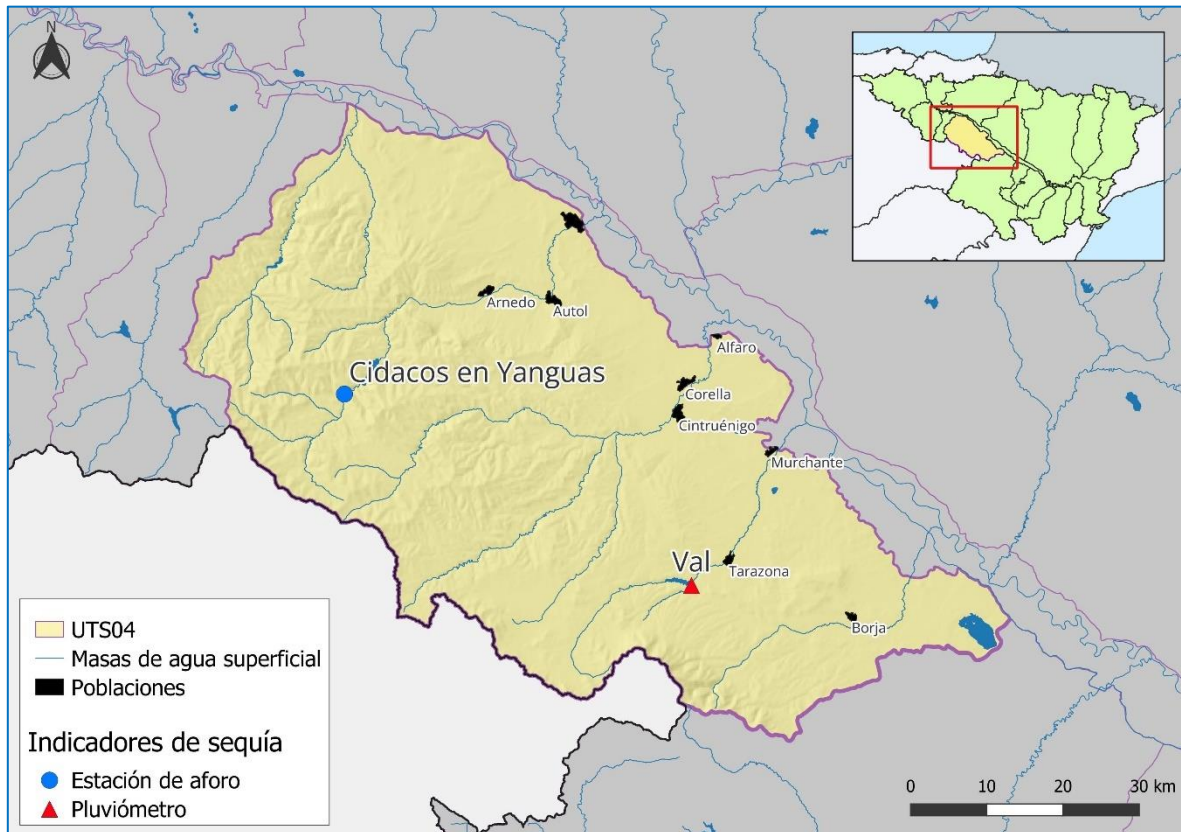 N
Arnedo
Autol
Alfaro
Cidacos en Yanguas
Corella
Cintruénigo
Murchante
Val
Tarazona
Borja
UTS04
Masas de agua superficial
Poblaciones
Indicadores de sequía
Estación de aforo
Pluviómetro
0 10 20 30 km